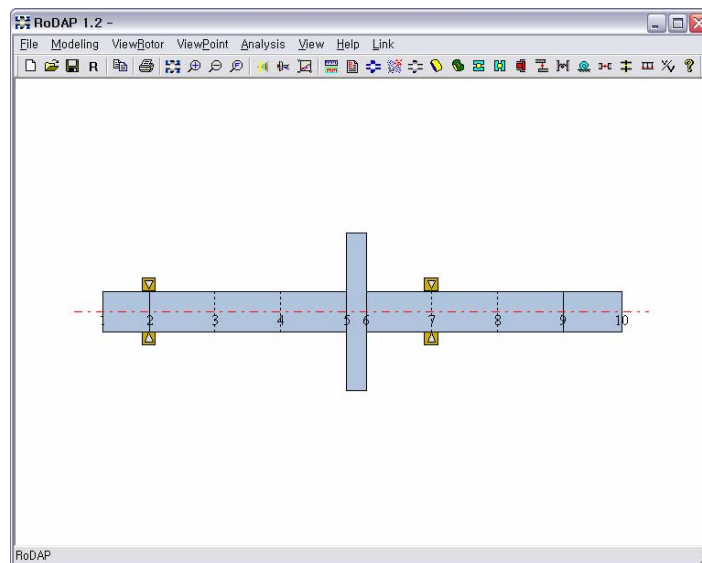 RoDAP 1.2 -
File Modeling ViewRotor ViewPoint Analysis View Help Link
R
1 2 3 4 5 6 7 8 9 10
RoDAP